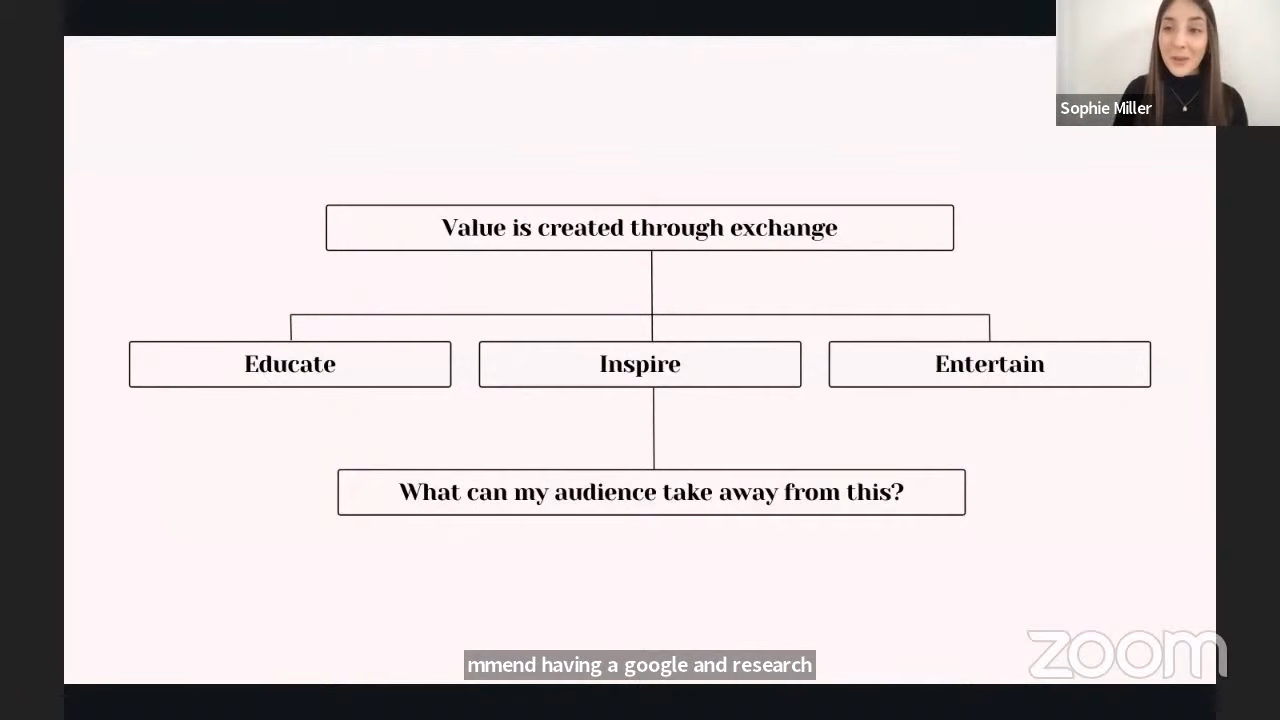 Sophie Miller
Value is created through exchange
Educate
Inspire
Entertain
What can my audience take away from this?
mmend having a google and research
zoom